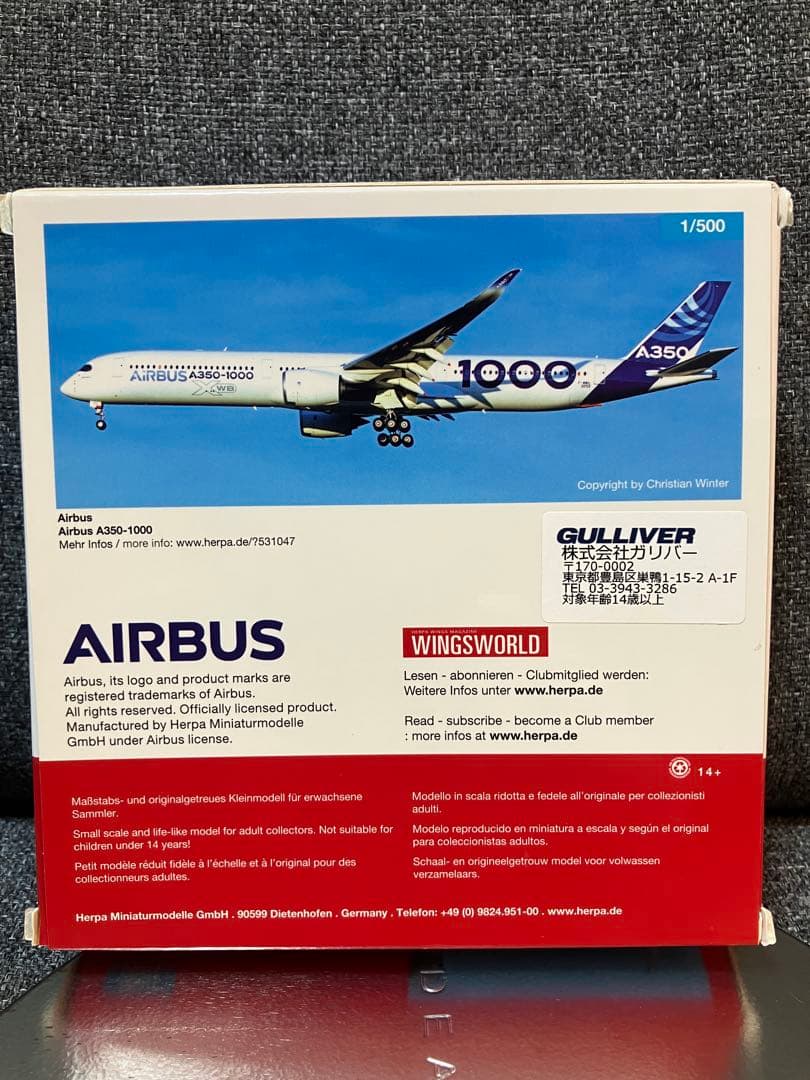 1/500
AIRBUS A350-1000
XWB
1000
A350
Copyright by Christian Winter
Airbus
Airbus A350-1000
Mehr Infos / more info: www.herpa.de/?531047
GULLIVER
株式会社ガリバー
〒170-0002
東京都豊島区巣鴨1-15-2 A-1F
TEL 03-3943-3286
対象年齢14歳以上
AIRBUS
Airbus, its logo and product marks are
registered trademarks of Airbus.
All rights reserved. Officially licensed product.
Manufactured by Herpa Miniaturmodelle
GmbH under Airbus license.
HERPA WINGS MAGAZINE
WINGSWORLD
Lesen - abonnieren - Clubmitglied werden:
Weitere Infos unter www.herpa.de
Read - subscribe - become a Club member
: more infos at www.herpa.de
14+
Maßstabs- und originalgetreues Kleinmodell für erwachsene
Sammler.
Small scale and life-like model for adult collectors. Not suitable for
children under 14 years!
Petit modèle réduit fidèle à l'échelle et à l'original pour des
collectionneurs adultes.
Modello in scala ridotta e fedele all'originale per collezionisti
adulti.
Modelo reproducido en miniatura a escala y según el original
para coleccionistas adultos.
Schaal- en origineelgetrouw model voor volwassen
verzamelaars.
Herpa Miniaturmodelle GmbH . 90599 Dietenhofen . Germany . Telefon: +49 (0) 9824.951-00 . www.herpa.de